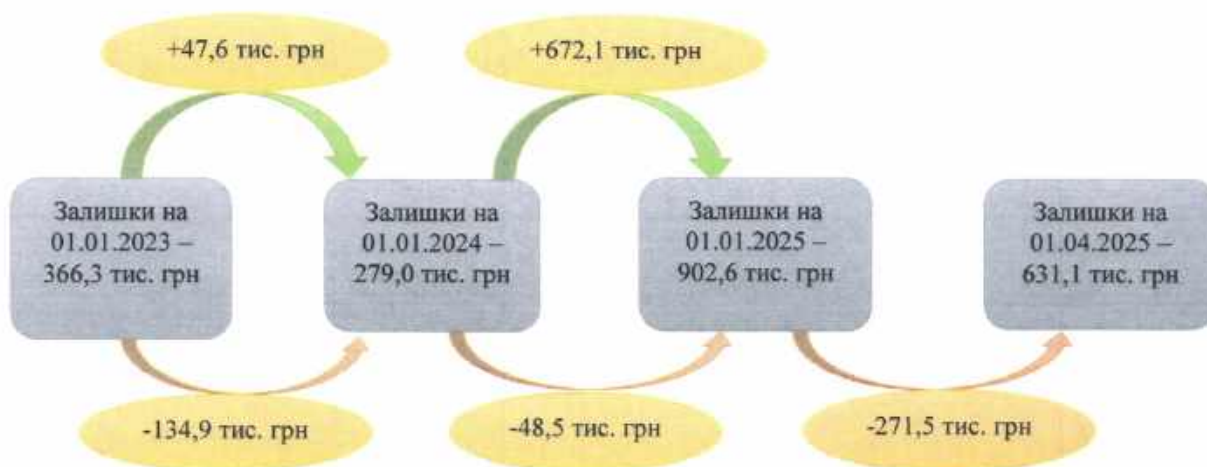 +47,6 тис. грн
+672,1 тис. грн
Залишки на
01.01.2023 –
366,3 тис. грн
Залишки на
01.01.2024 –
279,0 тис. грн
Залишки на
01.01.2025 –
902,6 тис. грн
Залишки на
01.04.2025 –
631,1 тис. грн
-134,9 тис. грн
-48,5 тис. грн
-271,5 тис. грн